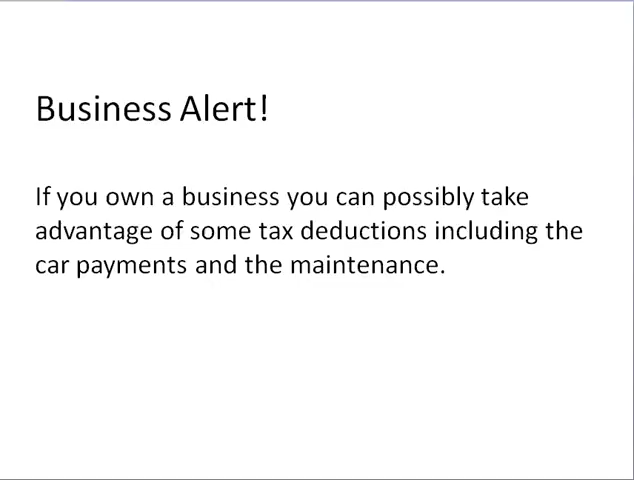 Business Alert!
If you own a business you can possibly take
advantage of some tax deductions including the
car payments and the maintenance.